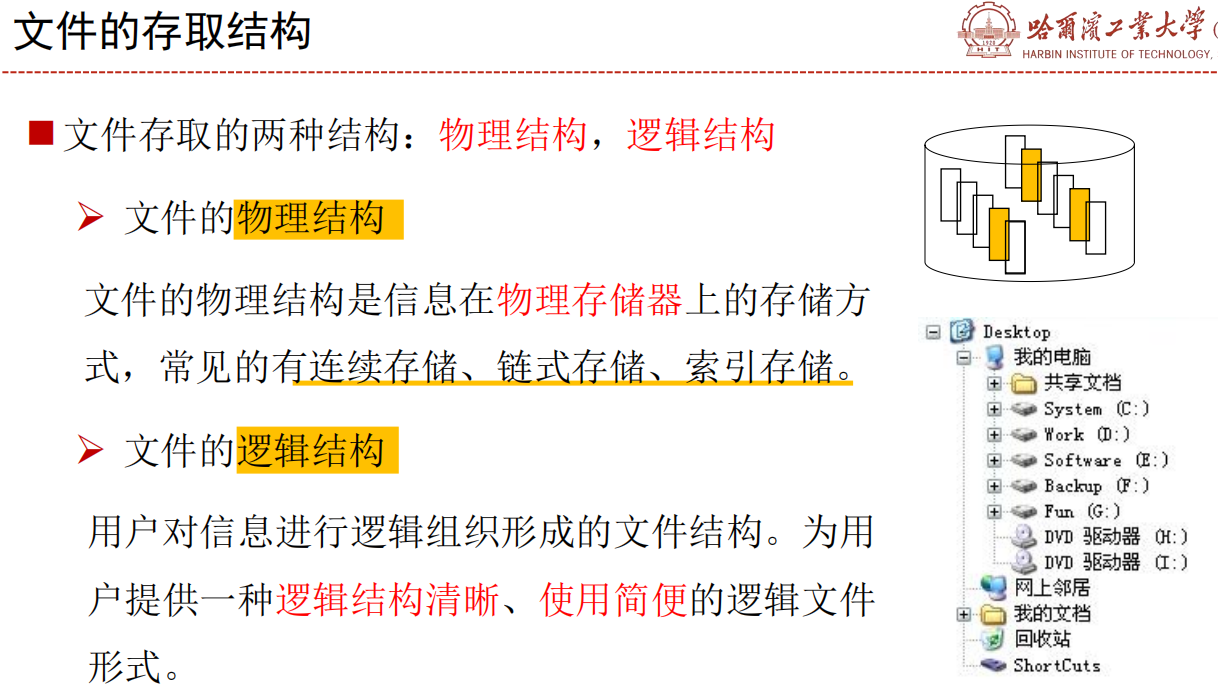 文件的存取结构
哈尔滨工业大学(
HARBIN INSTITUTE OF TECHNOLOGY,
1920
HIT
文件存取的两种结构：物理结构，逻辑结构
文件的物理结构
文件的物理结构是信息在物理存储器上的存储方
式，常见的有连续存储、链式存储、索引存储。
文件的逻辑结构
用户对信息进行逻辑组织形成的文件结构。为用
户提供一种逻辑结构清晰、使用简便的逻辑文件
形式。
Desktop
我的电脑
共享文档
System (C:)
Work (D:)
Software (E:)
Backup (F:)
Fun (G:)
DVD 驱动器 (H:)
DVD 驱动器 (I:)
网上邻居
我的文档
回收站
ShortCuts